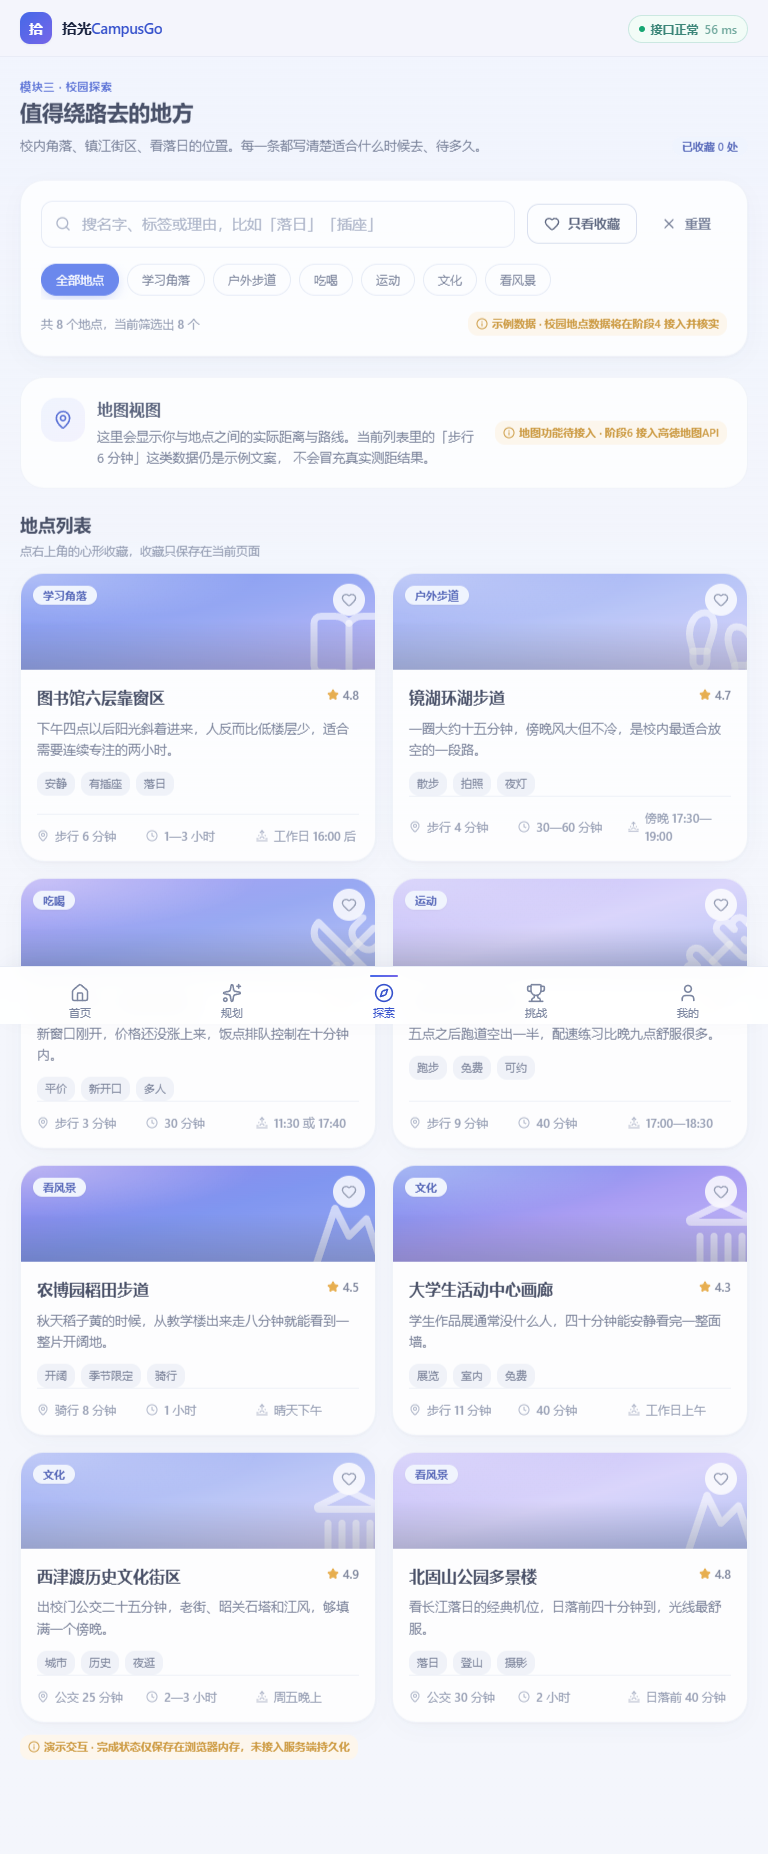 拾 拾光CampusGo
接口正常 56 ms
模块三 · 校园探索
值得绕路去的地方
校内角落、镇江街区、看落日的位置。每一条都写清楚适合什么时候去、待多久。
已收藏 0 处
搜名字、标签或理由，比如「落日」「插座」
只看收藏
重置
全部地点 学习角落 户外步道 吃喝 运动 文化 看风景
共 8 个地点，当前筛选出 8 个
示例数据 · 校园地点数据将在阶段4 接入并核实
地图视图
这里会显示你与地点之间的实际距离与路线。当前列表里的「步行
6 分钟」这类数据仍是示例文案， 不会冒充真实测距结果。
地图功能待接入 · 阶段6 接入高德地图API
地点列表
点右上角的心形收藏，收藏只保存在当前页面
学习角落
图书馆六层靠窗区 4.8
下午四点以后阳光斜着进来，人反而比低楼层少，适合
需要连续专注的两小时。
安静 有插座 落日
步行 6 分钟 1—3 小时 工作日 16:00 后
户外步道
镜湖环湖步道 4.7
一圈大约十五分钟，傍晚风大但不冷，是校内最适合放
空的一段路。
散步 拍照 夜灯
步行 4 分钟 30—60 分钟 傍晚 17:30—
19:00
吃喝
运动
首页 规划 探索 挑战 我的
新窗口刚开，价格还没涨上来，饭点排队控制在十分钟
内。
平价 新开口 多人
步行 3 分钟 30 分钟 11:30 或 17:40
五点之后跑道空出一半，配速练习比晚九点舒服很多。
跑步 免费 可约
步行 9 分钟 40 分钟 17:00—18:30
看风景
农博园稻田步道 4.5
秋天稻子黄的时候，从教学楼出来走八分钟就能看到一
整片开阔地。
开阔 季节限定 骑行
骑行 8 分钟 1 小时 晴天下午
文化
大学生活动中心画廊 4.3
学生作品展通常没什么人，四十分钟能安静看完一整面
墙。
展览 室内 免费
步行 11 分钟 40 分钟 工作日上午
文化
西津渡历史文化街区 4.9
出校门公交二十五分钟，老街、昭关石塔和江风，够填
满一个傍晚。
城市 历史 夜逛
公交 25 分钟 2—3 小时 周五晚上
看风景
北固山公园多景楼 4.8
看长江落日的经典机位，日落前四十分钟到，光线最舒
服。
落日 登山 摄影
公交 30 分钟 2 小时 日落前 40 分钟
演示交互 · 完成状态仅保存在浏览器内存，未接入服务端持久化